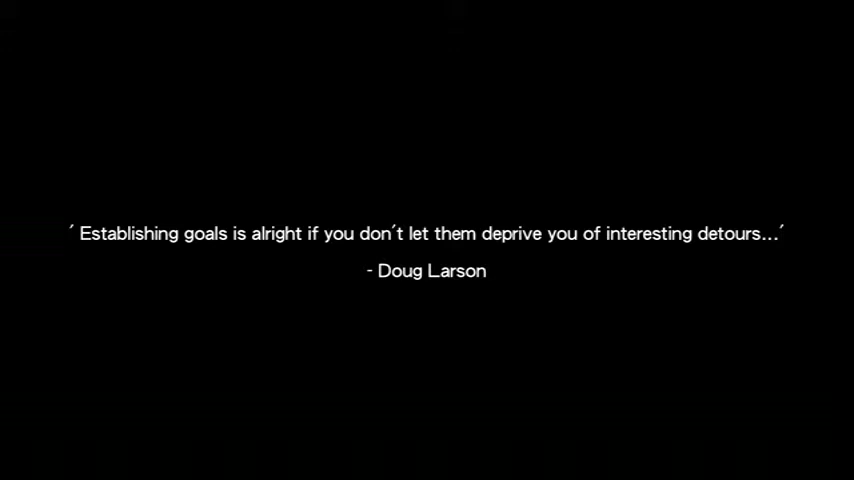 ´ Establishing goals is alright if you don´t let them deprive you of interesting detours...´
- Doug Larson